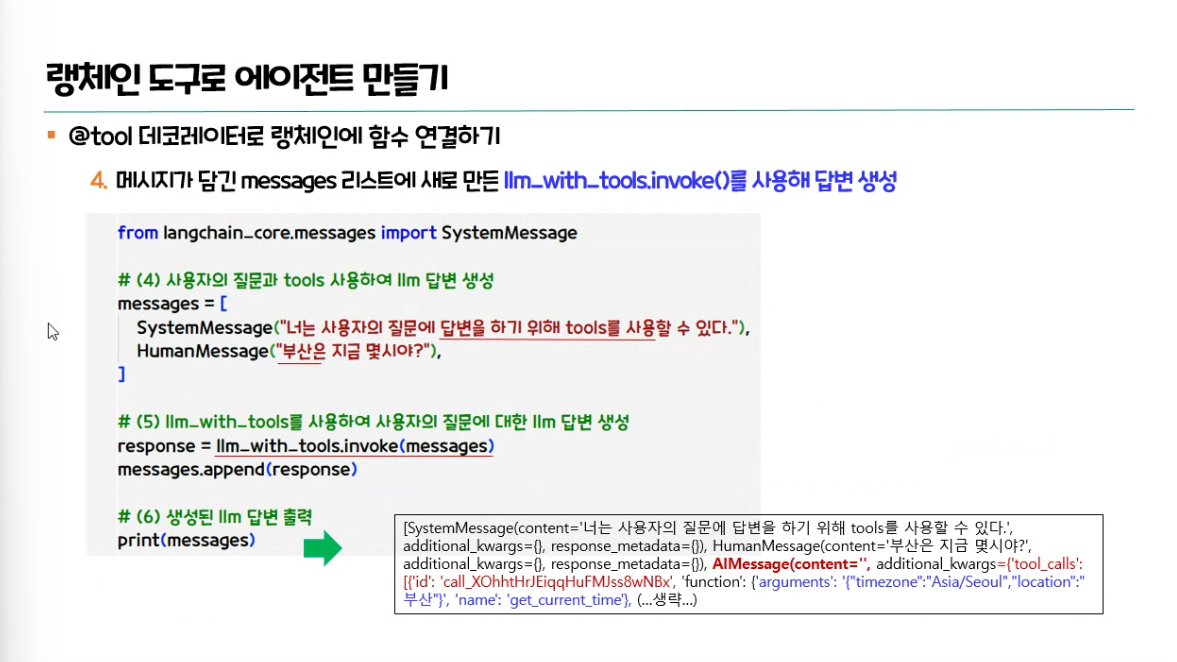 랭체인 도구로 에이전트 만들기
▪ @tool 데코레이터로 랭체인에 함수 연결하기
4. 메시지가 담긴 messages 리스트에 새로 만든 llm_with_tools.invoke()를 사용해 답변 생성
from langchain_core.messages import SystemMessage
# (4) 사용자의 질문과 tools 사용하여 llm 답변 생성
messages = [
SystemMessage("너는 사용자의 질문에 답변을 하기 위해 tools를 사용할 수 있다."),
HumanMessage("부산은 지금 몇시야?"),
]
# (5) llm_with_tools를 사용하여 사용자의 질문에 대한 llm 답변 생성
response = llm_with_tools.invoke(messages)
messages.append(response)
# (6) 생성된 llm 답변 출력
print(messages)
[SystemMessage(content='너는 사용자의 질문에 답변을 하기 위해 tools를 사용할 수 있다.',
additional_kwargs={}, response_metadata={}), HumanMessage(content='부산은 지금 몇시야?',
additional_kwargs={}, response_metadata={}), AIMessage(content='', additional_kwargs={'tool_calls':
[{'id': 'call_XOhhtHrJEiqqHuFMJss8wNBx', 'function': {'arguments': '{"timezone":"Asia/Seoul","location":"
부산"}', 'name': 'get_current_time'}, (...생략...)